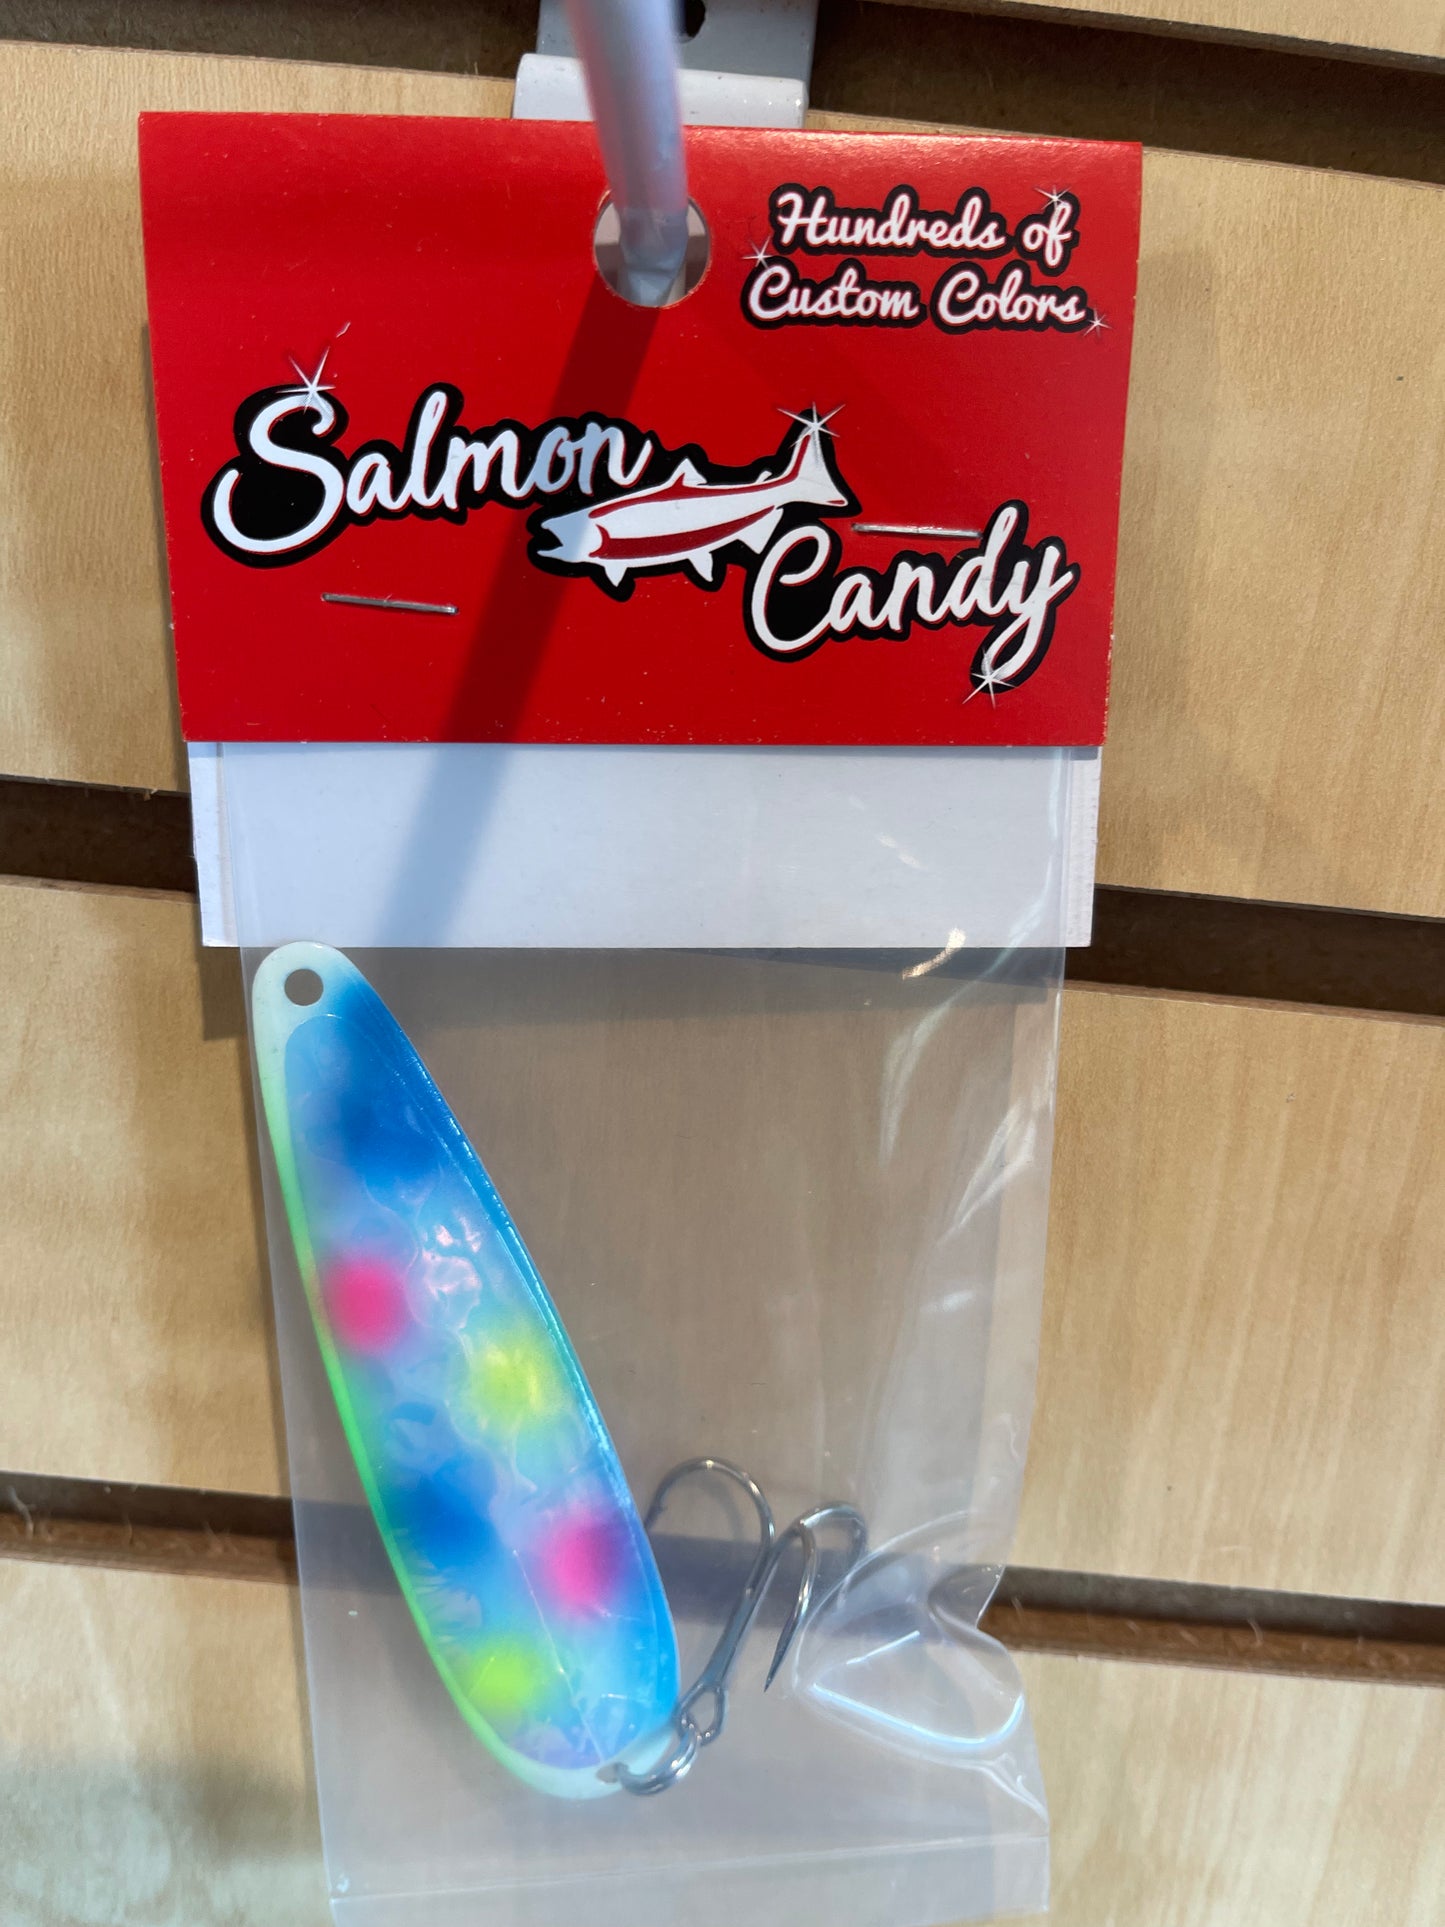 Hundreds of
Custom Colors
Salmon
Candy